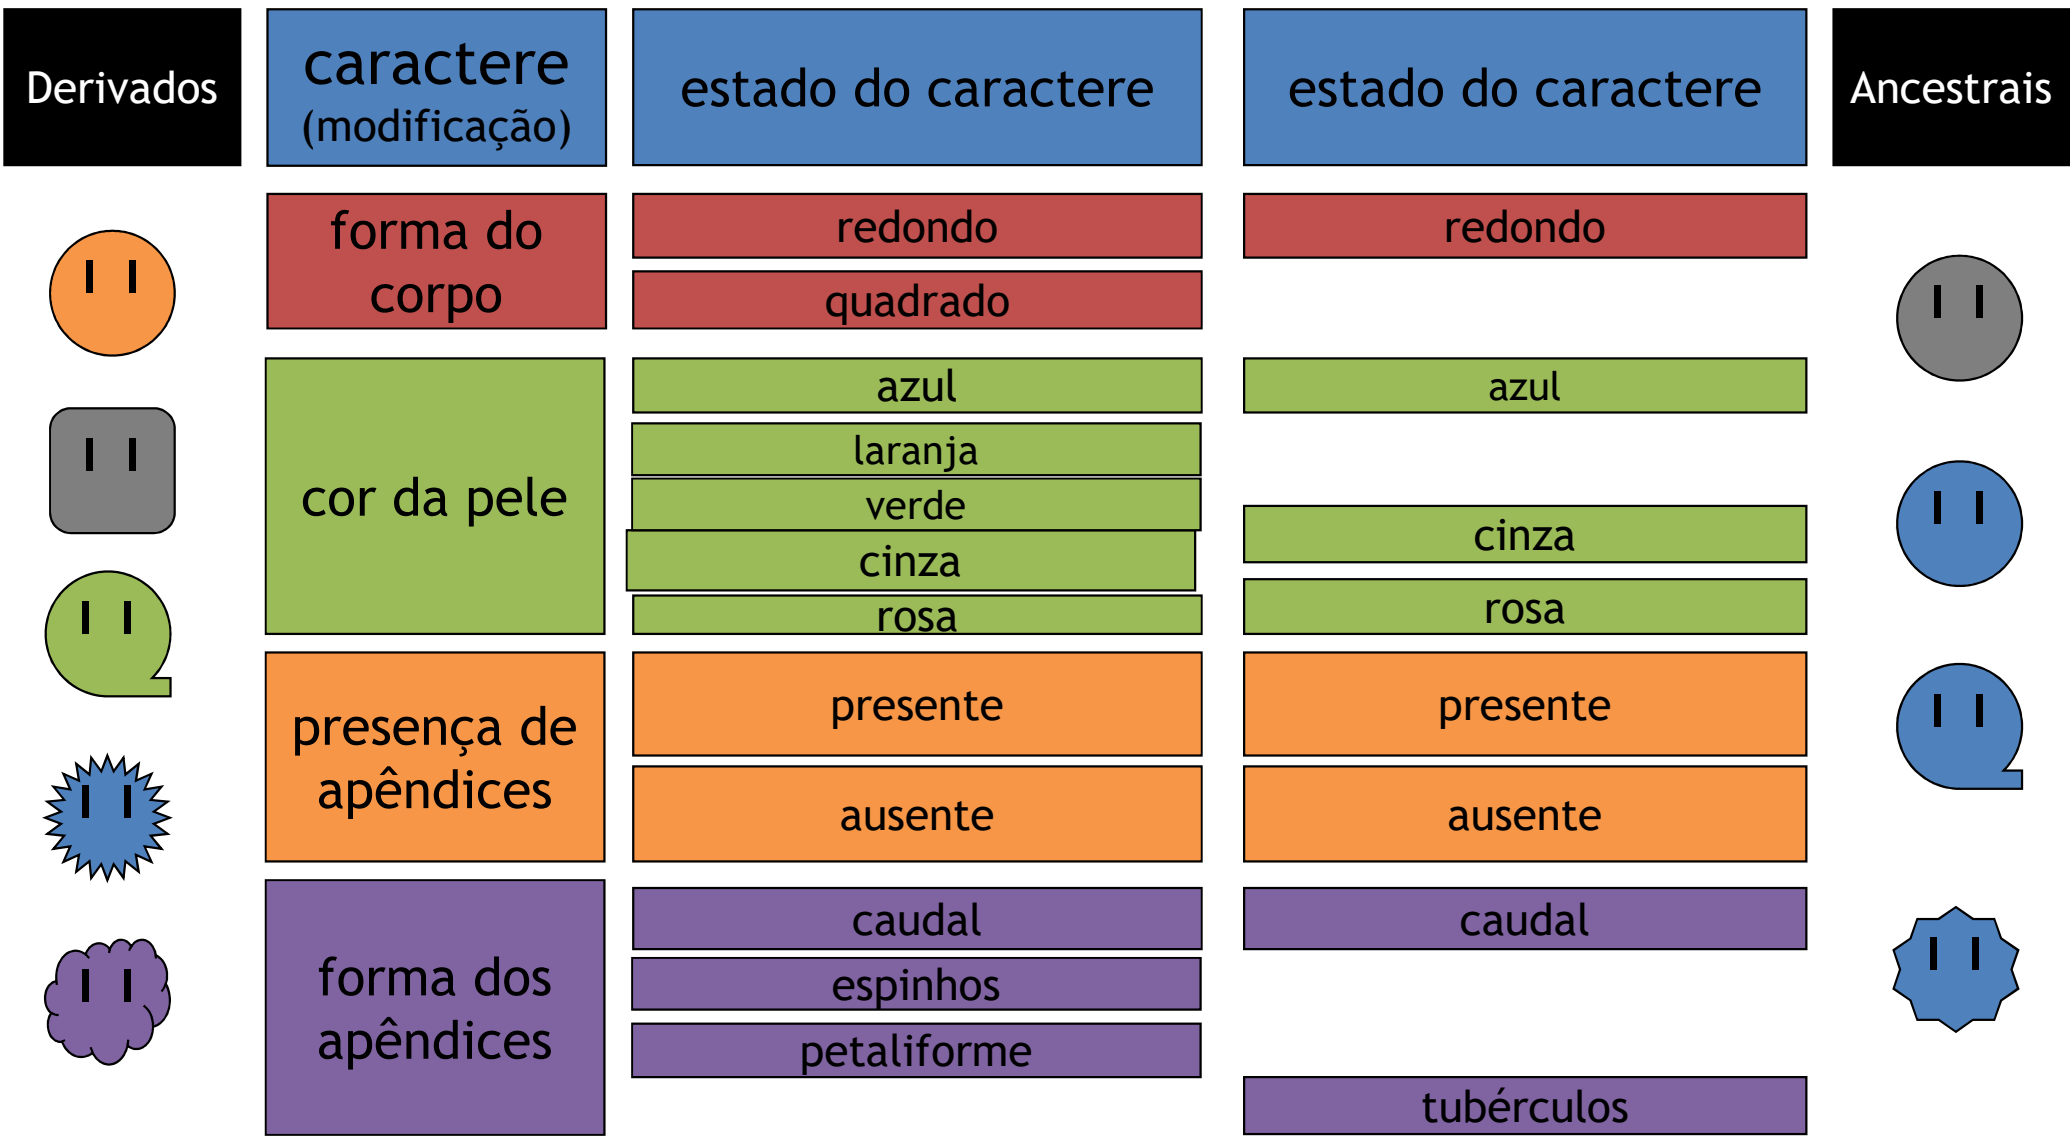 Derivados
caractere
(modificação)
estado do caractere
estado do caractere
Ancestrais
forma do
corpo
redondo
redondo
quadrado
cor da pele
azul
azul
laranja
verde
cinza
cinza
rosa
rosa
presença de
apêndices
presente
presente
ausente
ausente
forma dos
apêndices
caudal
caudal
espinhos
petaliforme
tubérculos